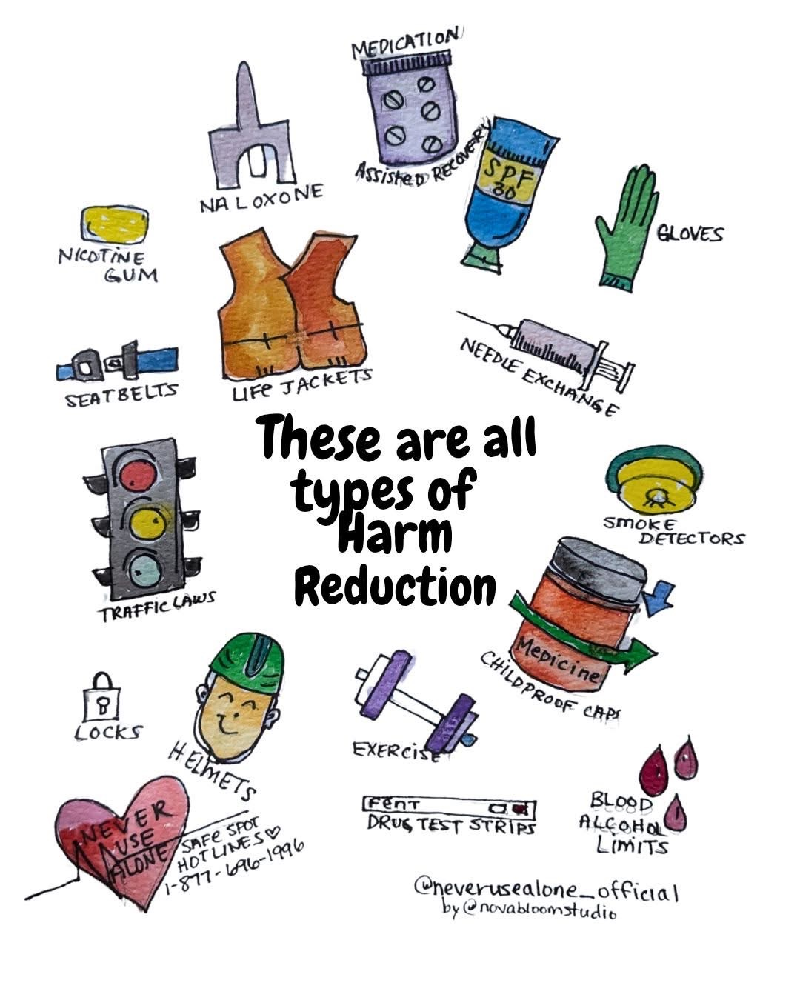 MEDICATION
Assisted RECOVERY
NALOXONE
SPF
30
GLOVES
NICOTINE
GUM
LIFE JACKETS
NEEDLE EXCHANGE
SEATBELTS
These are all
types of
Harm
Reduction
SMOKE
DETECTORS
TRAFFIC LAWS
Medicine
CHILDPROOF CAPS
LOCKS
HELMETS
EXERCISE
NEVER
USE
ALONE
SAFE SPOT
HOTLINES♡
1-877-696-1996
FENT
DRUG TEST STRIPS
BLOOD
ALCOHOL
LIMITS
@neverusealone_official
by @novabloomstudio